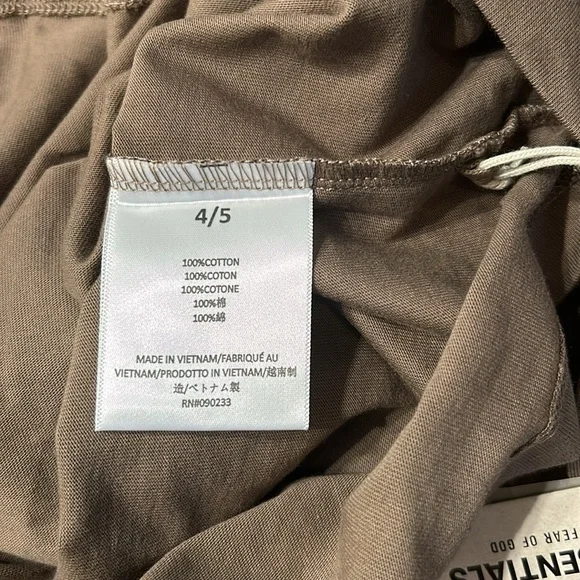 4/5
100%COTTON
100%COTON
100%COTONE
100%棉
100%綿
MADE IN VIETNAM/FABRIQUÉ AU
VIETNAM/PRODOTTO IN VIETNAM/越南制
造/ベトナム製
RN#090233
FEAR OF GOD